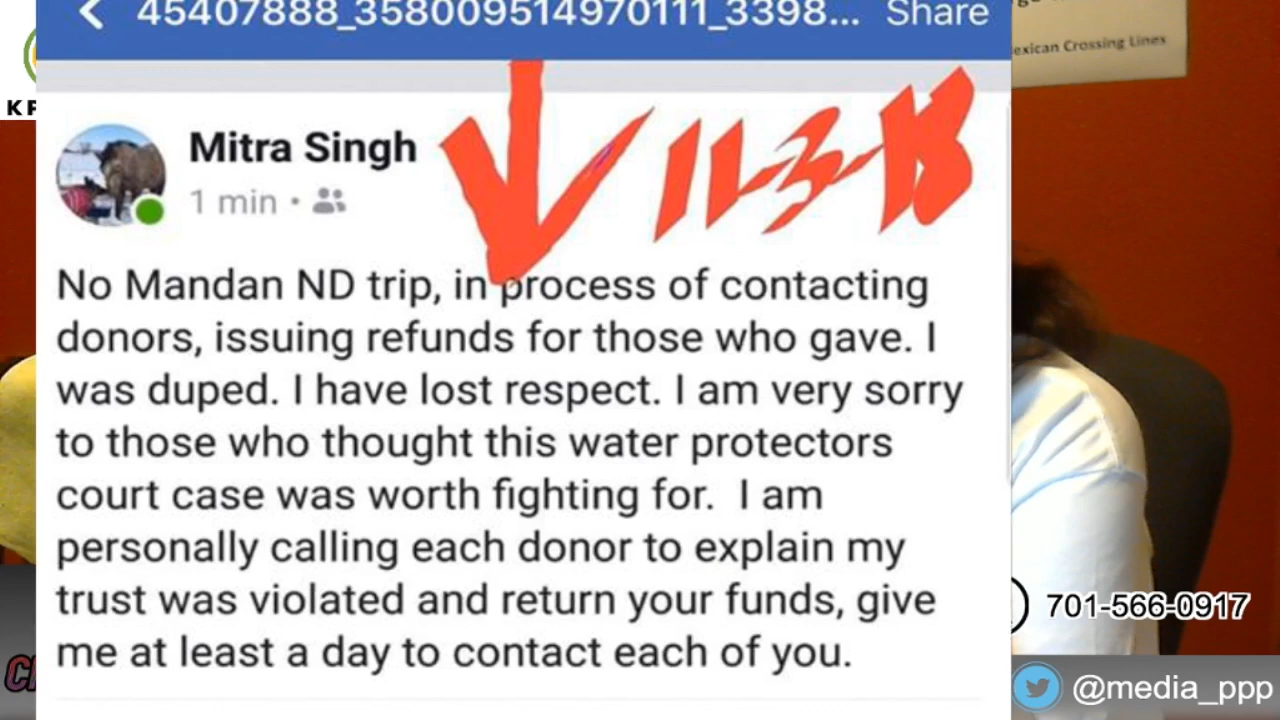 45407888_358009514970111_3398... Share
exican Crossing Lines
KP
Mitra Singh
11-3-18
1 min
No Mandan ND trip, in process of contacting
donors, issuing refunds for those who gave. I
was duped. I have lost respect. I am very sorry
to those who thought this water protectors
court case was worth fighting for. I am
personally calling each donor to explain my
trust was violated and return your funds, give
me at least a day to contact each of you.
701-566-0917
@media_ppp